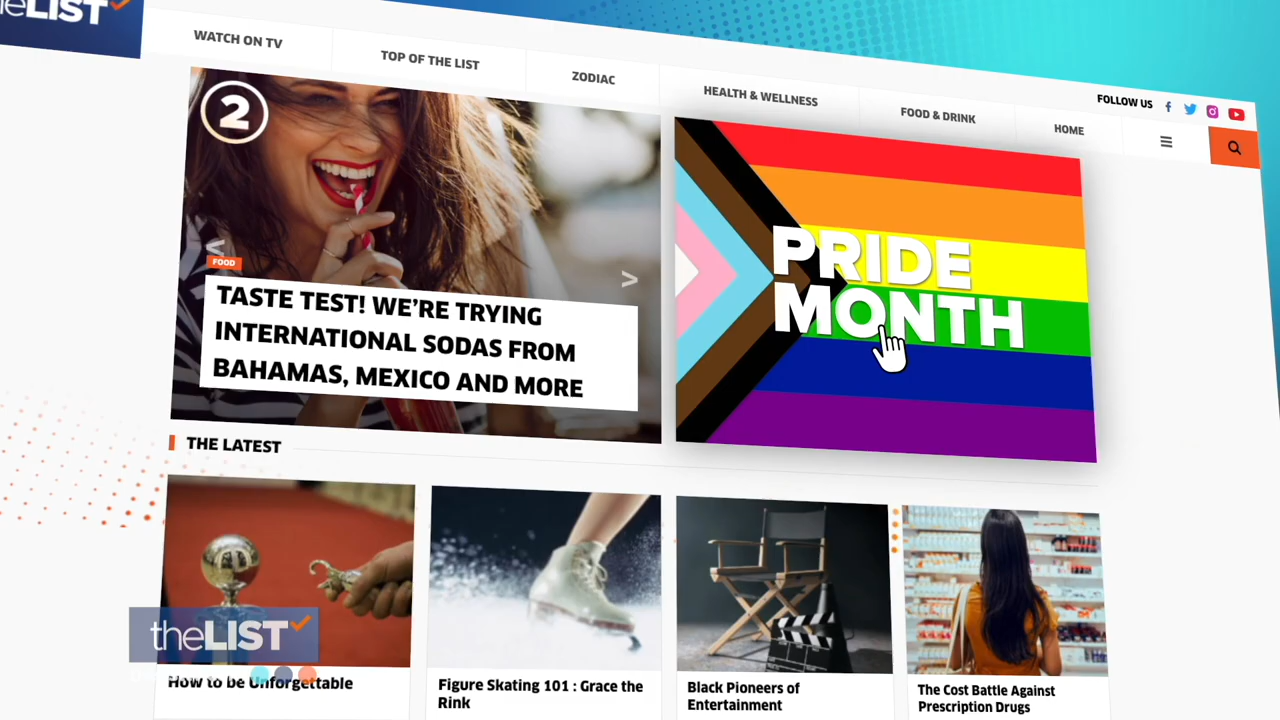 theLIST
WATCH ON TV
TOP OF THE LIST
ZODIAC
HEALTH & WELLNESS
FOOD & DRINK
HOME
FOLLOW US
2
<
FOOD
>
TASTE TEST! WE'RE TRYING
INTERNATIONAL SODAS FROM
BAHAMAS, MEXICO AND MORE
PRIDE
MONTH
THE LATEST
theLIST
How to be Unforgettable
Figure Skating 101 : Grace the
Rink
Black Pioneers of
Entertainment
The Cost Battle Against
Prescription Drugs